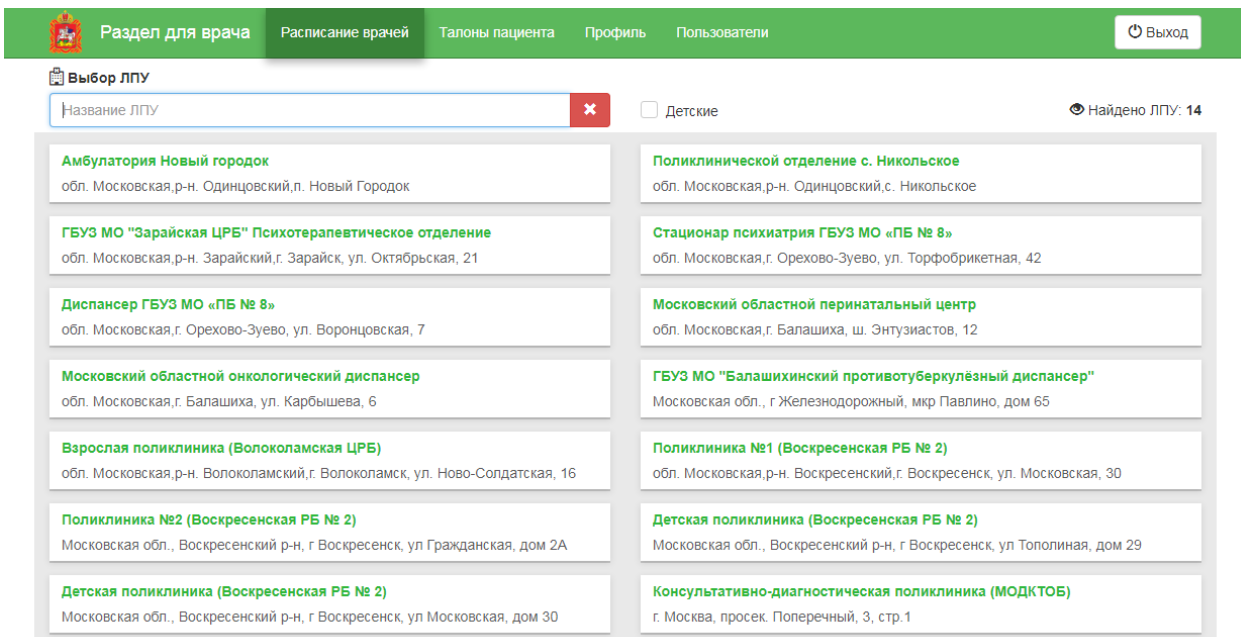 Раздел для врача Расписание врачей Талоны пациента Профиль Пользователи Выход
Выбор ЛПУ
Название ЛПУ Детские Найдено ЛПУ: 14
Амбулатория Новый городок
обл. Московская,р-н. Одинцовский,п. Новый Городок
Поликлинической отделение с. Никольское
обл. Московская,р-н. Одинцовский,с. Никольское
ГБУЗ МО "Зарайская ЦРБ" Психотерапевтическое отделение
обл. Московская,р-н. Зарайский,г. Зарайск, ул. Октябрьская, 21
Стационар психиатрия ГБУЗ МО «ПБ № 8»
обл. Московская,г. Орехово-Зуево, ул. Торфобрикетная, 42
Диспансер ГБУЗ МО «ПБ № 8»
обл. Московская,г. Орехово-Зуево, ул. Воронцовская, 7
Московский областной перинатальный центр
обл. Московская,г. Балашиха, ш. Энтузиастов, 12
Московский областной онкологический диспансер
обл. Московская,г. Балашиха, ул. Карбышева, 6
ГБУЗ МО "Балашихинский противотуберкулёзный диспансер"
Московская обл., г Железнодорожный, мкр Павлино, дом 65
Взрослая поликлиника (Волоколамская ЦРБ)
обл. Московская,р-н. Волоколамский,г. Волоколамск, ул. Ново-Солдатская, 16
Поликлиника №1 (Воскресенская РБ № 2)
обл. Московская,р-н. Воскресенский,г. Воскресенск, ул. Московская, 30
Поликлиника №2 (Воскресенская РБ № 2)
Московская обл., Воскресенский р-н, г Воскресенск, ул Гражданская, дом 2А
Детская поликлиника (Воскресенская РБ № 2)
Московская обл., Воскресенский р-н, г Воскресенск, ул Тополиная, дом 29
Детская поликлиника (Воскресенская РБ № 2)
Московская обл., Воскресенский р-н, г Воскресенск, ул Московская, дом 30
Консультативно-диагностическая поликлиника (МОДКТОБ)
г. Москва, просек. Поперечный, 3, стр.1